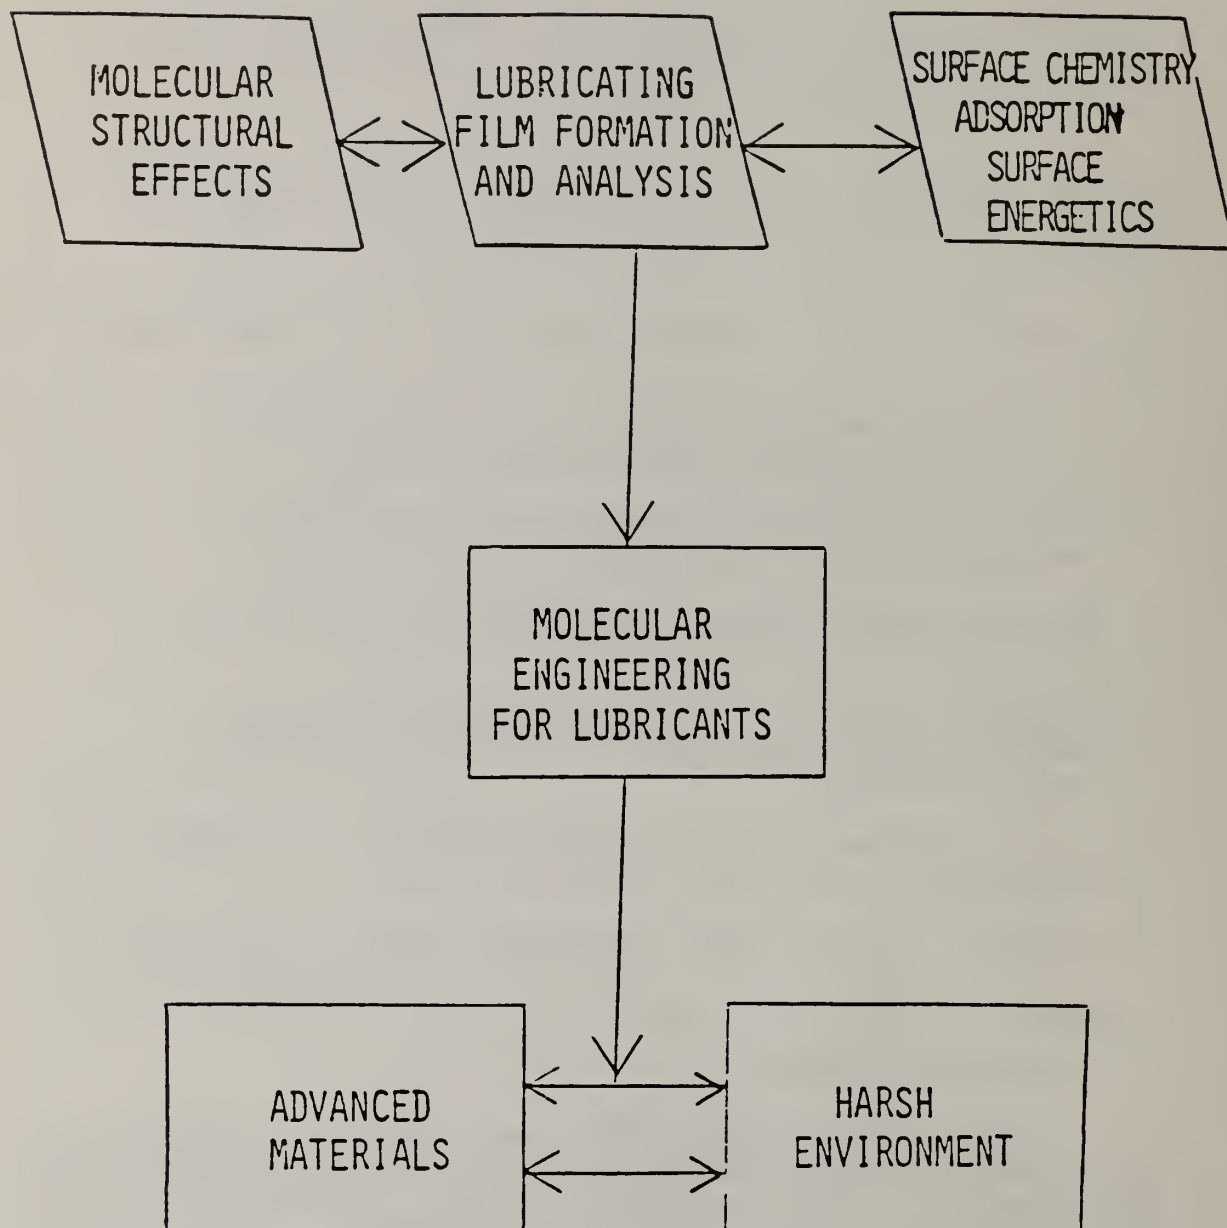 MOLECULAR
STRUCTURAL
EFFECTS
LUBRICATING
FILM FORMATION
AND ANALYSIS
SURFACE CHEMISTRY
ADSORPTION
SURFACE
ENERGETICS
MOLECULAR
ENGINEERING
FOR LUBRICANTS
ADVANCED
MATERIALS
HARSH
ENVIRONMENT